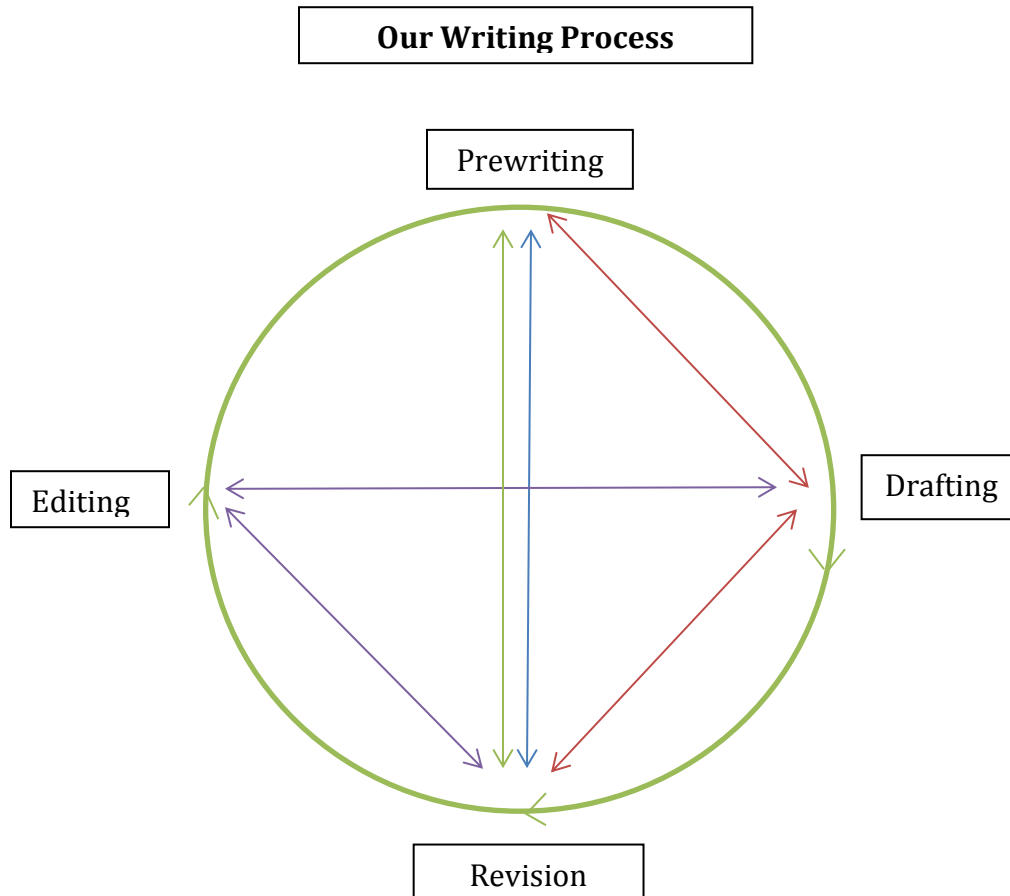 Our Writing Process
Prewriting
Editing
Drafting
Revision